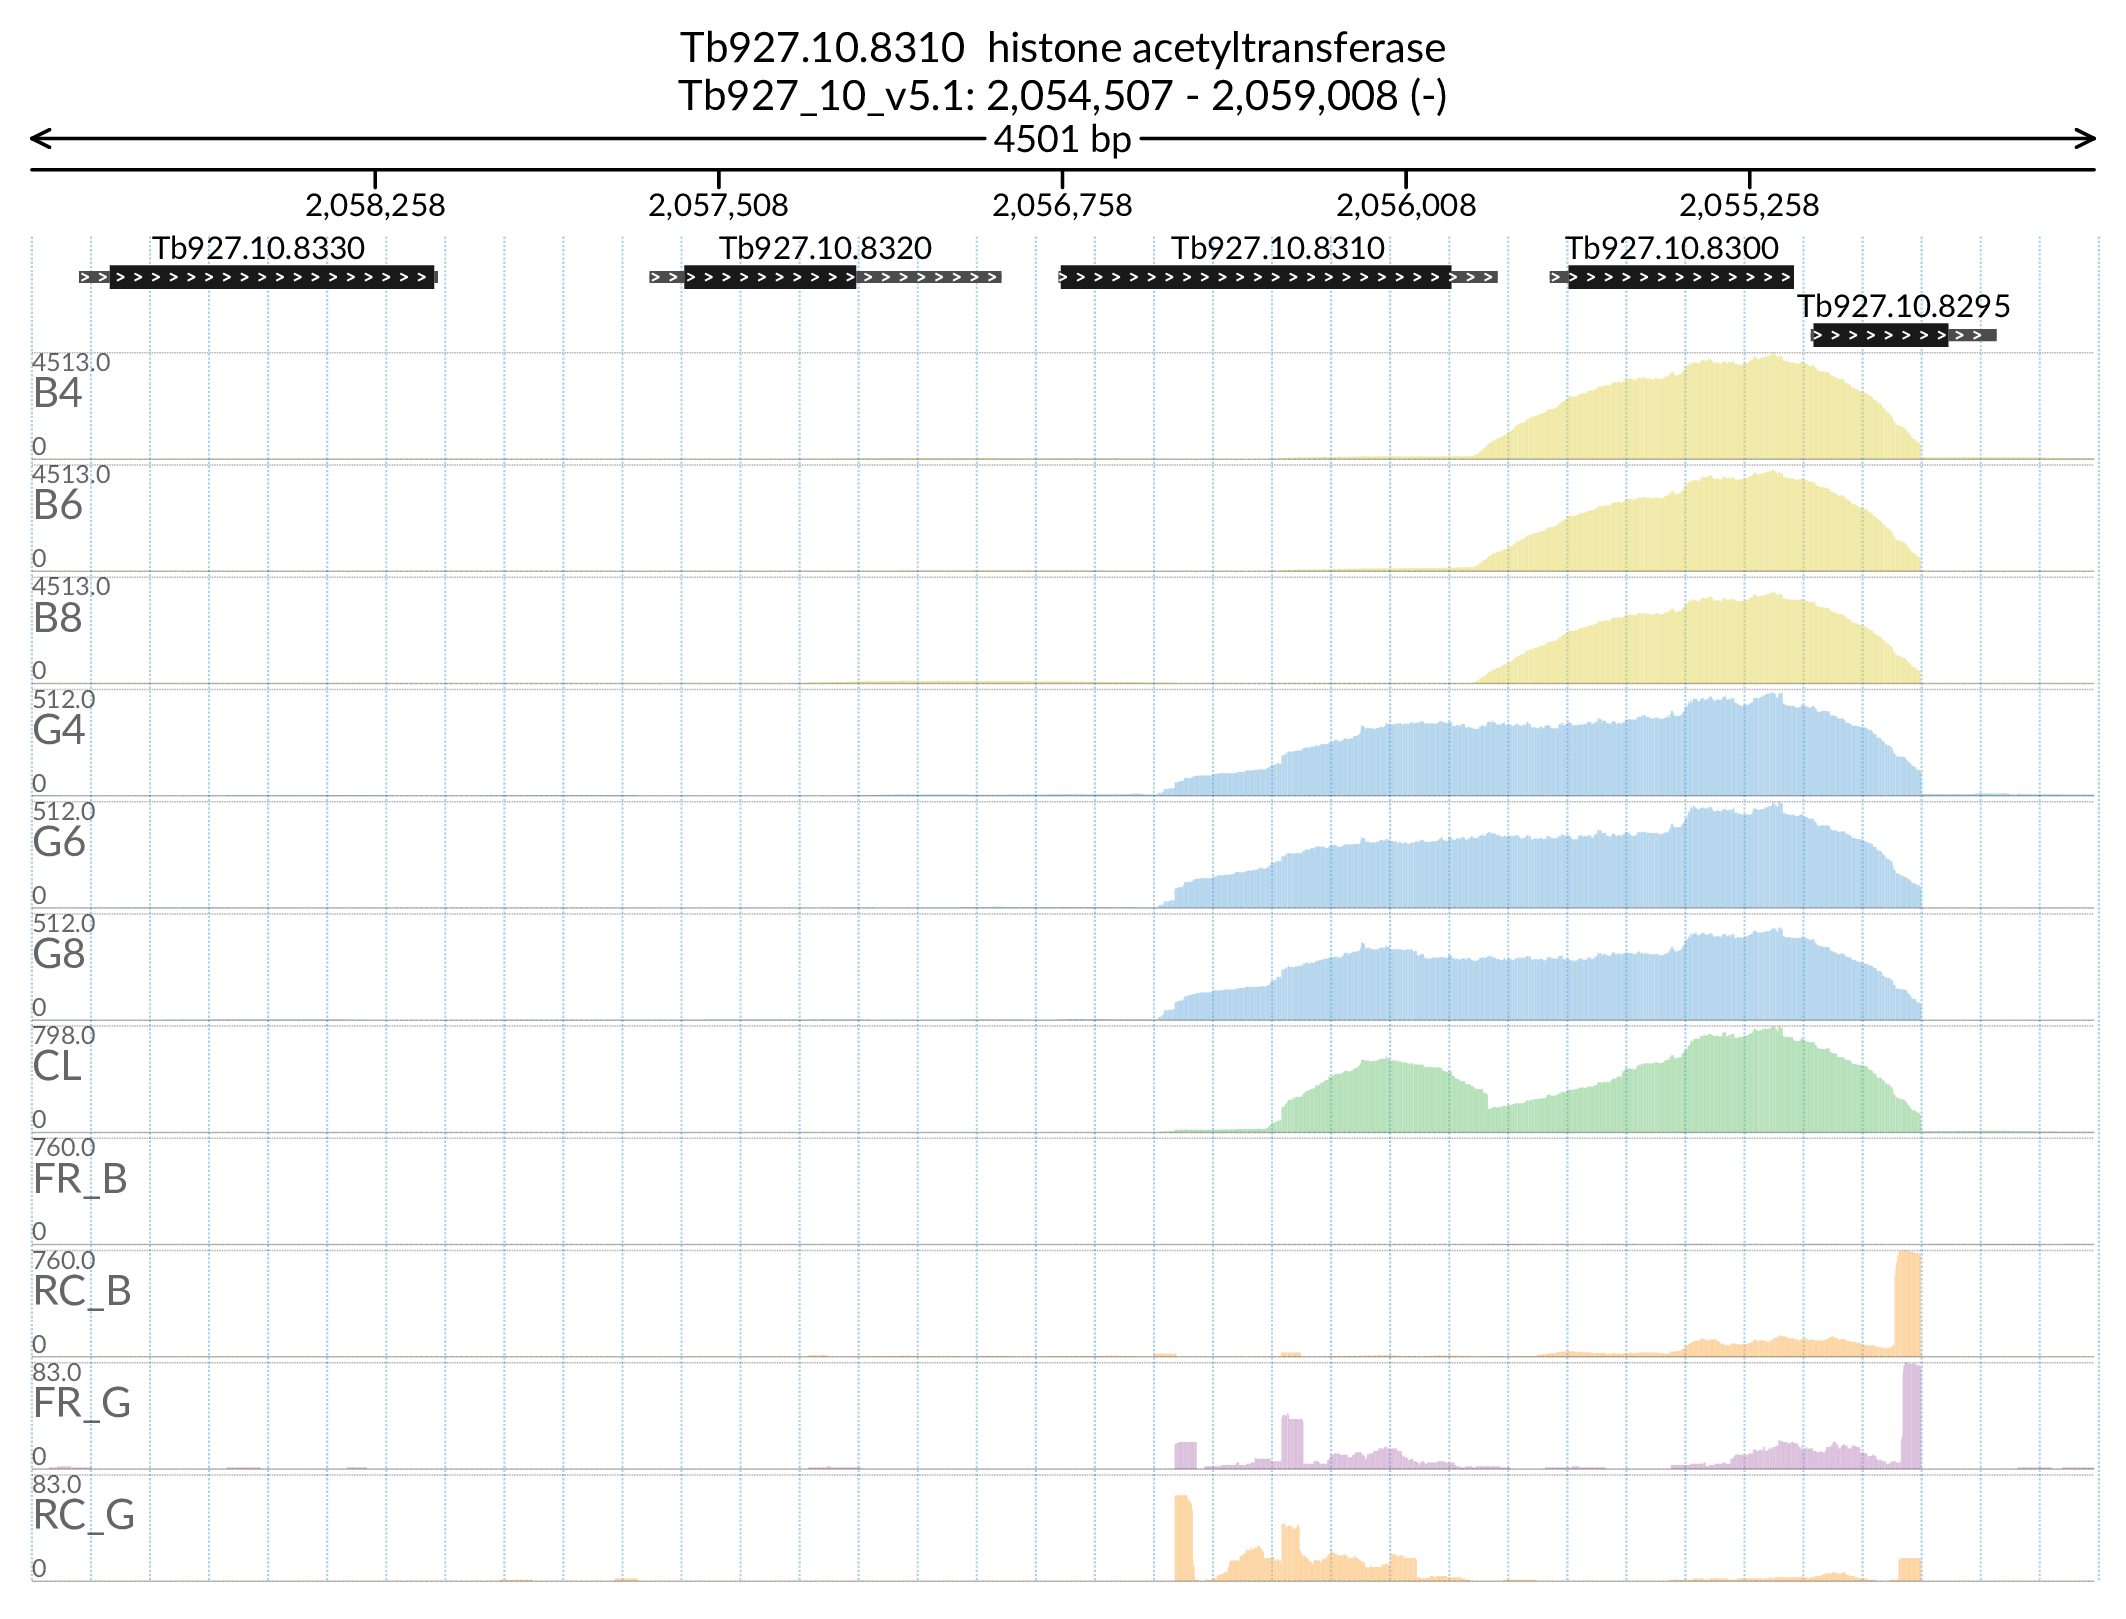 Tb927.10.8310 histone acetyltransferase
Tb927_10_v5.1: 2,054,507 - 2,059,008 (-)
4501 bp
2,058,258 2,057,508 2,056,758 2,056,008 2,055,258
Tb927.10.8330 Tb927.10.8320 Tb927.10.8310 Tb927.10.8300
Tb927.10.8295
4513.0
B4
0
4513.0
B6
0
4513.0
B8
0
512.0
G4
0
512.0
G6
0
512.0
G8
0
798.0
CL
0
760.0
FR_B
0
760.0
RC_B
0
83.0
FR_G
0
83.0
RC_G
0